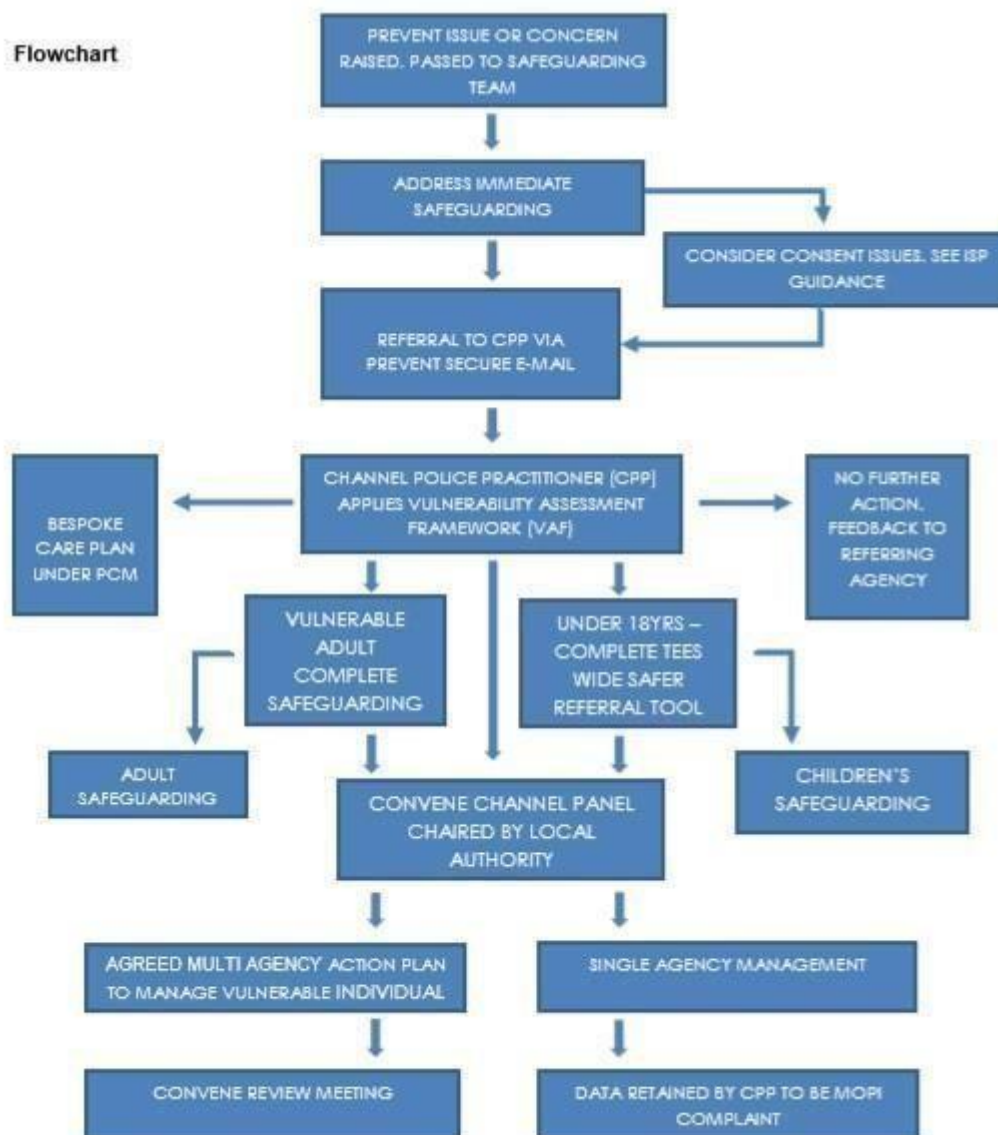 Flowchart
PREVENT ISSUE OR CONCERN
RAISED. PASSED TO SAFEGUARDING
TEAM
ADDRESS IMMEDIATE
SAFEGUARDING
CONSIDER CONSENT ISSUES. SEE ISP
GUIDANCE
REFERRAL TO CPP VIA
PREVENT SECURE E-MAIL
CHANNEL POLICE PRACTITIONER (CPP)
APPLIES VULNERABILITY ASSESSMENT
FRAMEWORK (VAF)
BESPOKE
CARE PLAN
UNDER PCM
NO FURTHER
ACTION.
FEEDBACK TO
REFERRING
AGENCY
VULNERABLE
ADULT
COMPLETE
SAFEGUARDING
UNDER 18YRS –
COMPLETE TEES
WIDE SAFER
REFERRAL TOOL
ADULT
SAFEGUARDING
CHILDREN'S
SAFEGUARDING
CONVENE CHANNEL PANEL
CHAIRED BY LOCAL
AUTHORITY
AGREED MULTI AGENCY ACTION PLAN
TO MANAGE VULNERABLE INDIVIDUAL
SINGLE AGENCY MANAGEMENT
CONVENE REVIEW MEETING
DATA RETAINED BY CPP TO BE MOPI
COMPLAINT